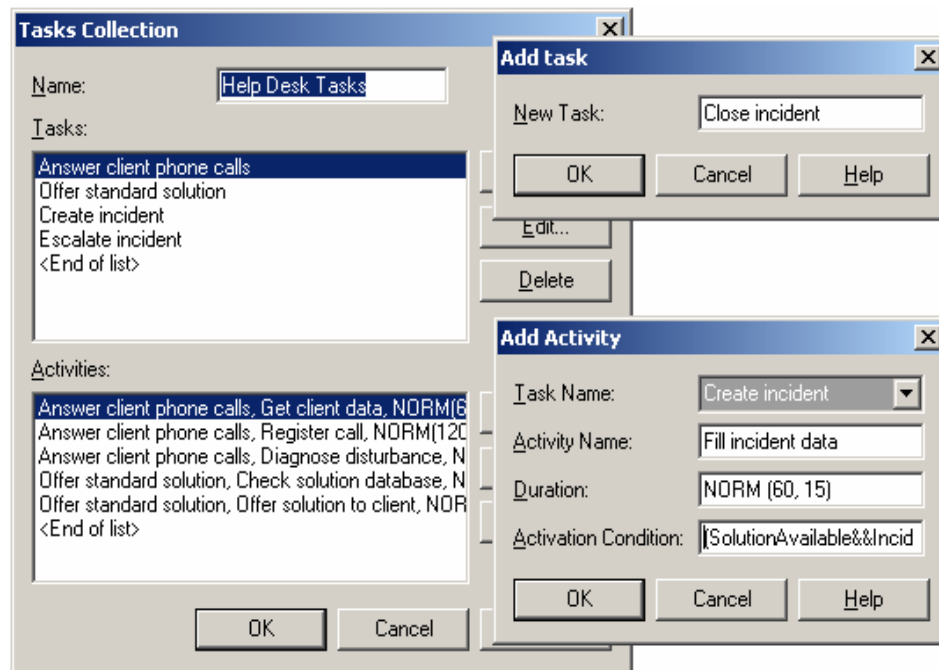 Tasks Collection
Name: Help Desk Tasks
Tasks:
Answer client phone calls
Offer standard solution
Create incident
Escalate incident
<End of list>
Edit...
Delete
Activities:
Answer client phone calls, Get client data, NORM(6
Answer client phone calls, Register call, NORM(120
Answer client phone calls, Diagnose disturbance, N
Offer standard solution, Check solution database, N
Offer standard solution, Offer solution to client, NOR
<End of list>
OK Cancel
Add task
New Task: Close incident
OK Cancel Help
Add Activity
Task Name: Create incident
Activity Name: Fill incident data
Duration: NORM (60, 15)
Activation Condition: (SolutionAvailable&&Incid
OK Cancel Help